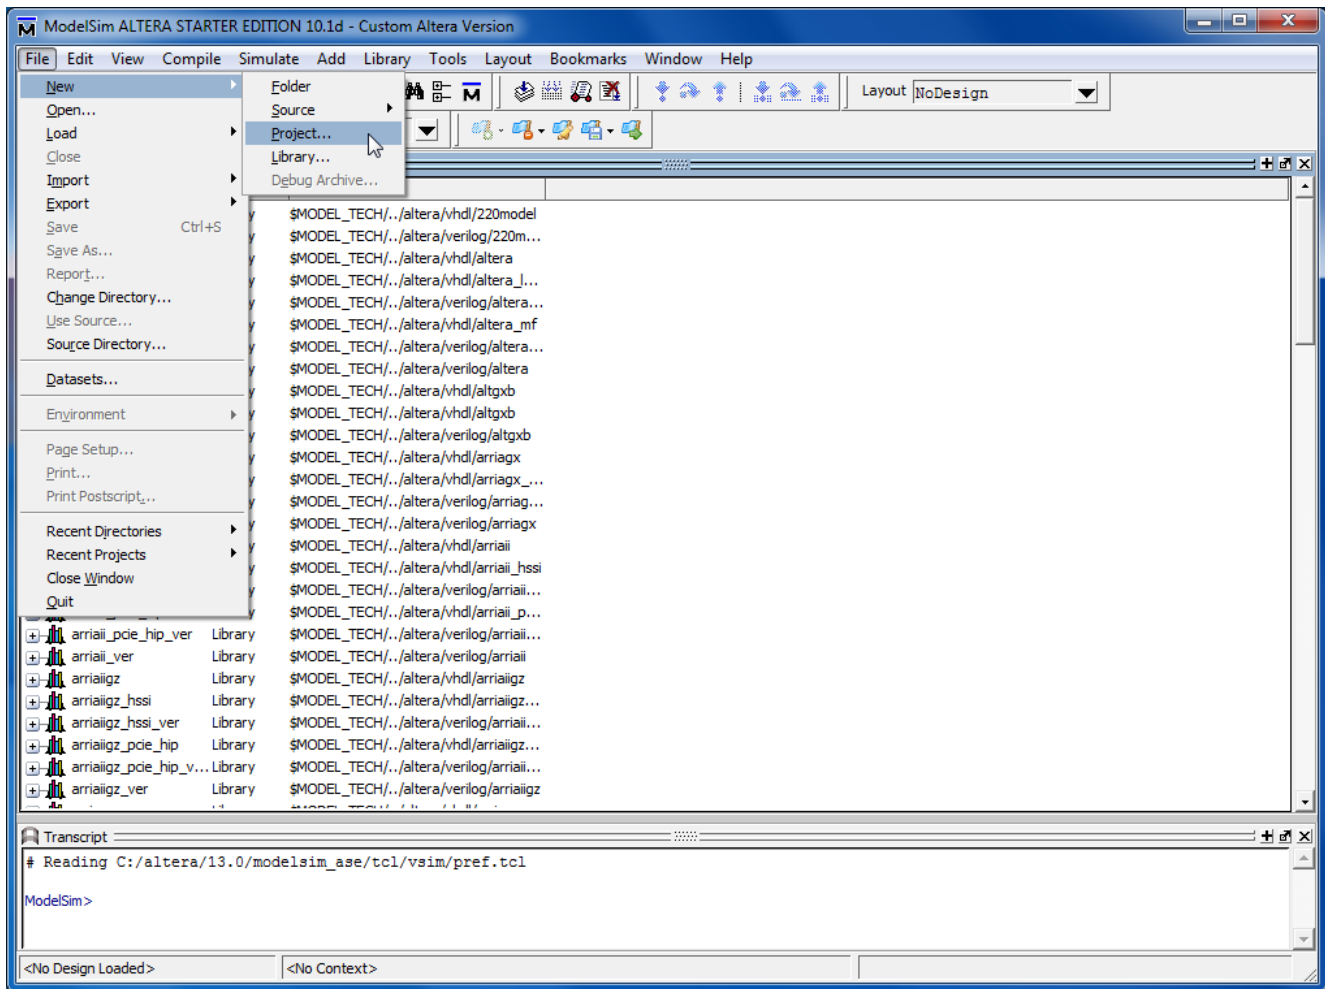 ModelSim ALTERA STARTER EDITION 10.1d - Custom Altera Version
File Edit View Compile Simulate Add Library Tools Layout Bookmarks Window Help
New
Open...
Load
Close
Import
Export
Save Ctrl+S
Save As...
Report...
Change Directory...
Use Source...
Source Directory...
Datasets...
Environment
Page Setup...
Print...
Print Postscript...
Recent Directories
Recent Projects
Close Window
Quit
Folder
Source
Project...
Library...
Debug Archive...
Layout NoDesign
y $MODEL_TECH/../altera/vhdl/220model
y $MODEL_TECH/../altera/verilog/220m...
y $MODEL_TECH/../altera/vhdl/altera
y $MODEL_TECH/../altera/vhdl/altera_l...
y $MODEL_TECH/../altera/verilog/altera...
y $MODEL_TECH/../altera/vhdl/altera_mf
y $MODEL_TECH/../altera/verilog/altera...
y $MODEL_TECH/../altera/verilog/altera
y $MODEL_TECH/../altera/vhdl/altgxb
y $MODEL_TECH/../altera/vhdl/altgxb
y $MODEL_TECH/../altera/verilog/altgxb
y $MODEL_TECH/../altera/vhdl/arriagx
y $MODEL_TECH/../altera/vhdl/arriagx_...
y $MODEL_TECH/../altera/verilog/arriag...
y $MODEL_TECH/../altera/verilog/arriagx
y $MODEL_TECH/../altera/vhdl/arriaii
y $MODEL_TECH/../altera/vhdl/arriaii_hssi
y $MODEL_TECH/../altera/verilog/arriaii...
y $MODEL_TECH/../altera/vhdl/arriaii_p...
arriaii_pcie_hip_ver Library $MODEL_TECH/../altera/verilog/arriaii...
arriaii_ver Library $MODEL_TECH/../altera/verilog/arriaii
arriaiigz Library $MODEL_TECH/../altera/vhdl/arriaiigz
arriaiigz_hssi Library $MODEL_TECH/../altera/vhdl/arriaiigz...
arriaiigz_hssi_ver Library $MODEL_TECH/../altera/verilog/arriaii...
arriaiigz_pcie_hip Library $MODEL_TECH/../altera/vhdl/arriaiigz...
arriaiigz_pcie_hip_v... Library $MODEL_TECH/../altera/verilog/arriaii...
arriaiigz_ver Library $MODEL_TECH/../altera/verilog/arriaiigz
Transcript
# Reading C:/altera/13.0/modelsim_ase/tcl/vsim/pref.tcl
ModelSim>
<No Design Loaded> <No Context>